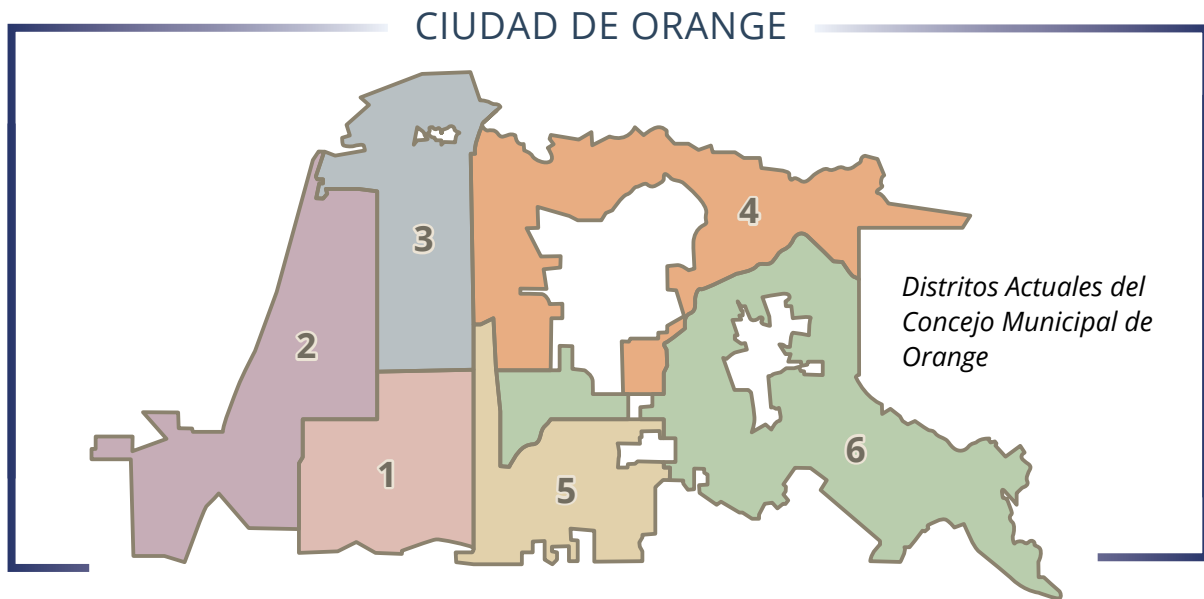 CIUDAD DE ORANGE
3
4
2
Distritos Actuales del
Concejo Municipal de
Orange
1
5
6